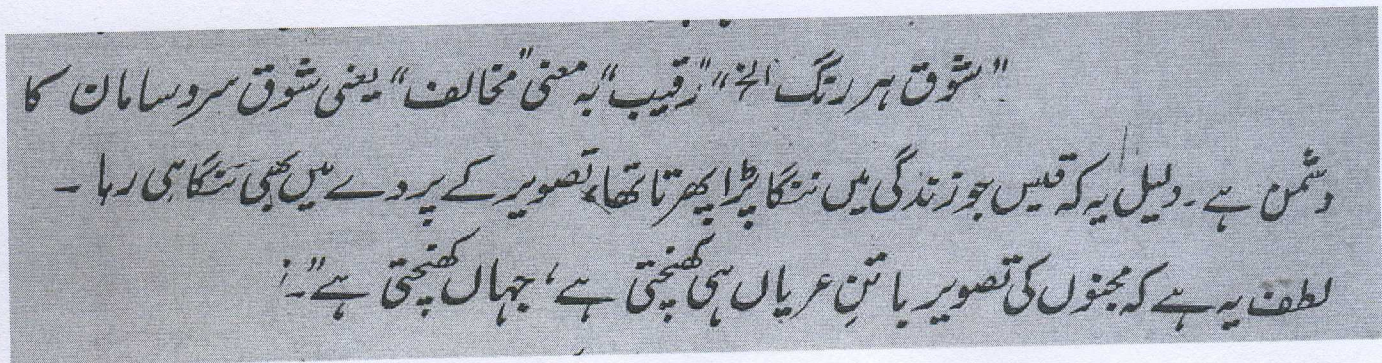 "شوق ہر رنگ الخ" "رقیب" بہ معنی "مخالف" یعنی شوق سروسامان کا
دشمن ہے۔ دلیل یہ کہ قیس جو زندگی میں ننگا پڑا پھرتا تھا، تصویر کے پردے میں بھی ننگا ہی رہا۔
لطف یہ ہے کہ مجنوں کی تصویر با تنِ عریاں ہی کھنچتی ہے، جہاں کھنچتی ہے"۔